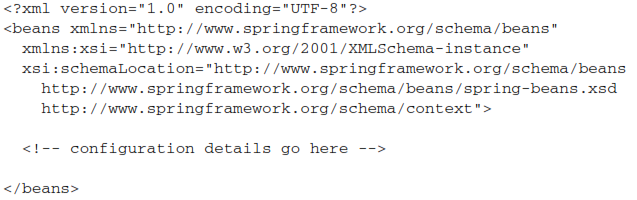 <?xml version="1.0" encoding="UTF-8"?>
<beans xmlns="http://www.springframework.org/schema/beans"
  xmlns:xsi="http://www.w3.org/2001/XMLSchema-instance"
  xsi:schemaLocation="http://www.springframework.org/schema/beans
    http://www.springframework.org/schema/beans/spring-beans.xsd
    http://www.springframework.org/schema/context">
  <!-- configuration details go here -->
</beans>